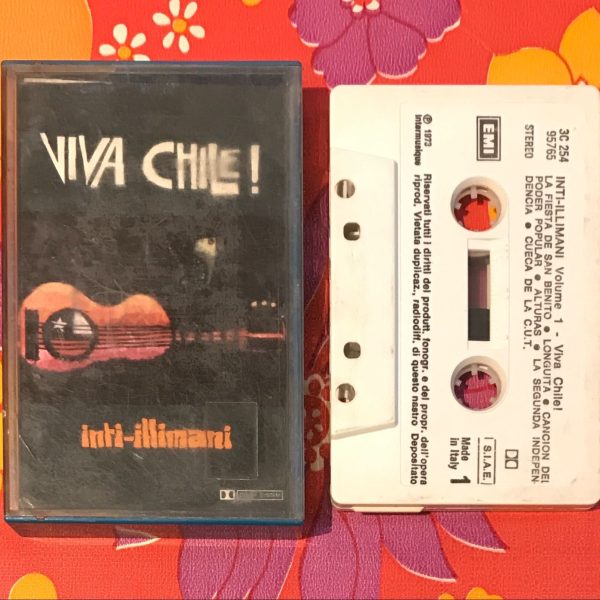 VIVA CHILE!
inti-illimani
3C 254
95765
STEREO
EMI
℗ 1973
Intermusique
INTI-ILLIMANI Volume 1 - Viva Chile!
LA FIESTA DE SAN BENITO ● LONGUITA ● CANCION DEL
PODER POPULAR ● ALTURAS ● LA SEGUNDA INDEPEN-
DENCIA ● CUECA DE LA C.U.T.
Riservati tutti i diritti del produtt. fonogr. e del propr. dell'opera
riprod. Vietata duplicaz., radiodiff. di questo nastro Depositato
S.I.A.E.
Made
in Italy
1